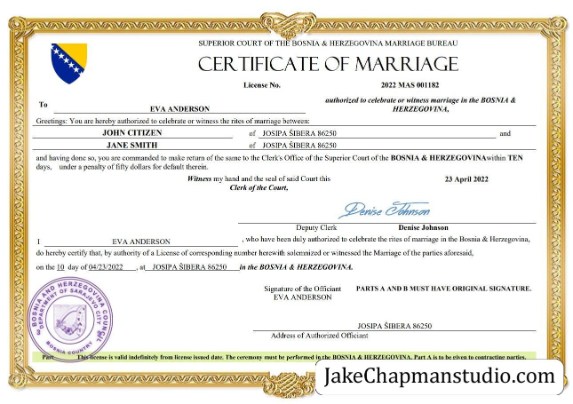 SUPERIOR COURT OF THE BOSNIA & HERZEGOVINA MARRIAGE BUREAU
CERTIFICATE OF MARRIAGE
License No. 2022 MAS 001182
To EVA ANDERSON authorized to celebrate or witness marriage in the BOSNIA & HERZEGOVINA,
Greetings: You are hereby authorized to celebrate or witness the rites of marriage between:
JOHN CITIZEN of JOSIPA ŠIBERA 86250 and
JANE SMITH of JOSIPA ŠIBERA 86250
and having done so, you are commanded to make return of the same to the Clerk's Office of the Superior Court of the BOSNIA & HERZEGOVINAwithin TEN
days, under a penalty of fifty dollars for default therein.
Witness my hand and the seal of said Court this 23 April 2022
Clerk of the Court,
Denise Johnson
Deputy Clerk Denise Johnson
I EVA ANDERSON , who have been duly authorized to celebrate the rites of marriage in the Bosnia & Herzegovina,
do hereby certify that, by authority of a License of corresponding number herewith solemnized or witnessed the Marriage of the parties aforesaid,
on the 10 day of 04/23/2022, at JOSIPA ŠIBERA 86250 in the BOSNIA & HERZEGOVINA.
Signature of the Officiant PARTS A AND B MUST HAVE ORIGINAL SIGNATURE.
EVA ANDERSON
JOSIPA ŠIBERA 86250
Address of Authorized Officiant
BOSNIA AND HERZEGOVINA COUNCIL
DEPARTMENT OF SARAJEVO CITY
BOSNIA COUNTRY
Part: This license is valid indefinitely from license issued date. The ceremony must be performed in the BOSNIA & HERZEGOVINA. Part A is to be given to contracting parties.
JakeChapmanstudio.com